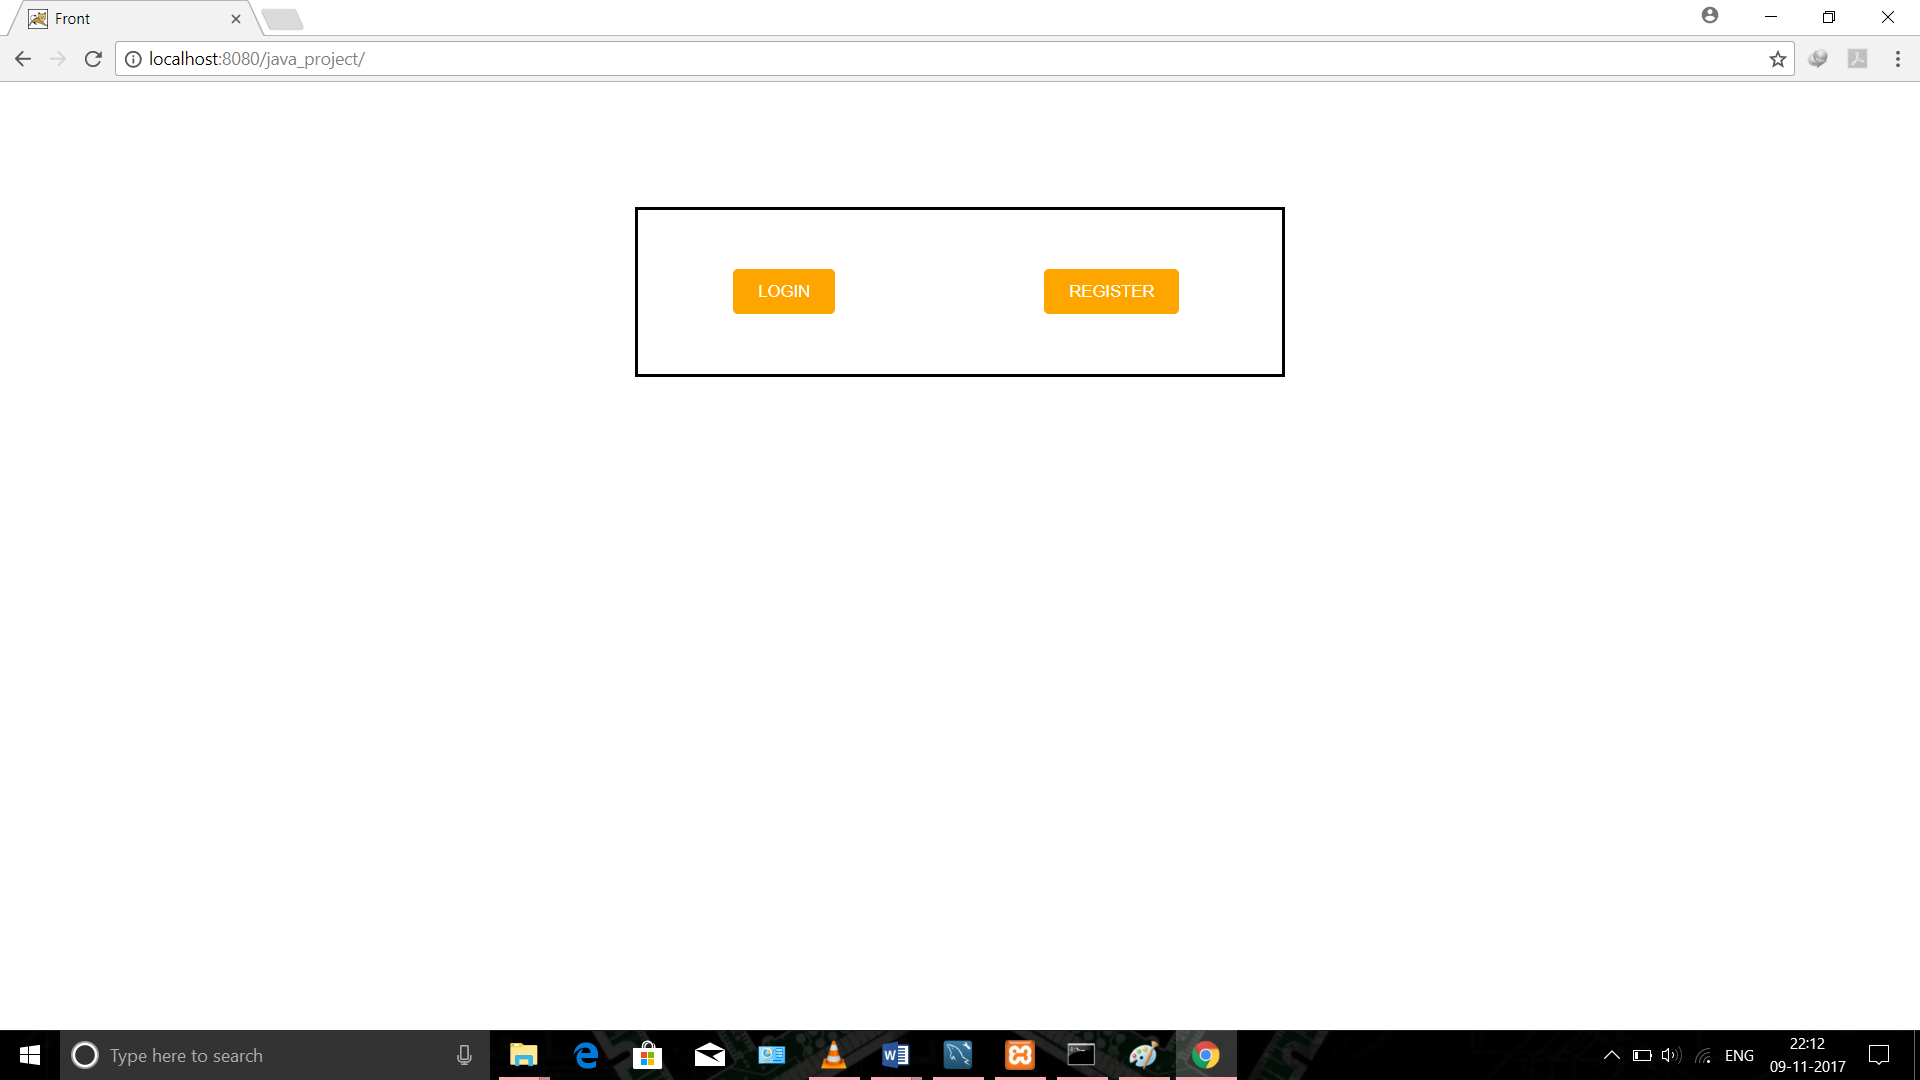 Front
localhost:8080/java_project/
LOGIN
REGISTER
Type here to search
ENG
22:12
09-11-2017